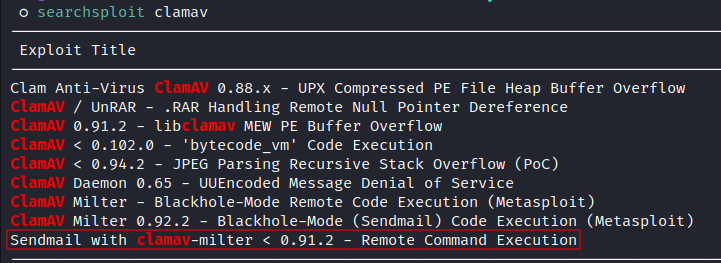 searchsploit clamav
Exploit Title
Clam Anti-Virus ClamAV 0.88.x - UPX Compressed PE File Heap Buffer Overflow
ClamAV / UnRAR - .RAR Handling Remote Null Pointer Dereference
ClamAV 0.91.2 - libclamav MEW PE Buffer Overflow
ClamAV < 0.102.0 - 'bytecode_vm' Code Execution
ClamAV < 0.94.2 - JPEG Parsing Recursive Stack Overflow (PoC)
ClamAV Daemon 0.65 - UUEncoded Message Denial of Service
ClamAV Milter - Blackhole-Mode Remote Code Execution (Metasploit)
ClamAV Milter 0.92.2 - Blackhole-Mode (Sendmail) Code Execution (Metasploit)
Sendmail with clamav-milter < 0.91.2 - Remote Command Execution